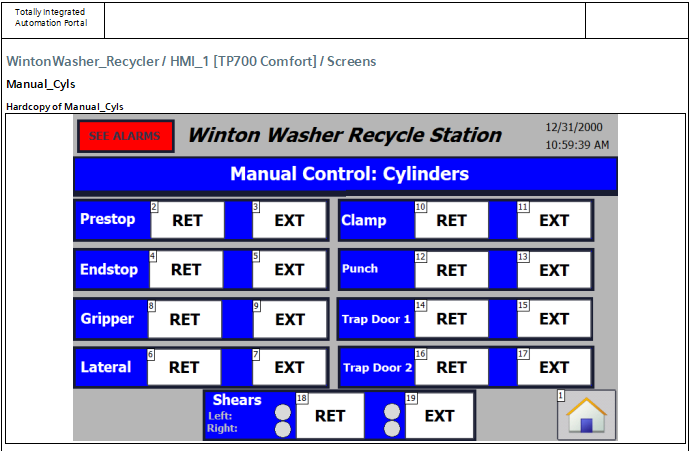 Totally Integrated
Automation Portal
WintonWasher_Recycler / HMI_1 [TP700 Comfort] / Screens
Manual_Cyls
Hardcopy of Manual_Cyls
SEE ALARMS
Winton Washer Recycle Station
12/31/2000
10:59:39 AM
Manual Control: Cylinders
Prestop 2 RET 3 EXT Clamp 10 RET 11 EXT
Endstop 4 RET 5 EXT Punch 12 RET 13 EXT
Gripper 8 RET 9 EXT Trap Door 1 14 RET 15 EXT
Lateral 6 RET 7 EXT Trap Door 2 16 RET 17 EXT
Shears 18 RET 19 EXT 1
Left:
Right: